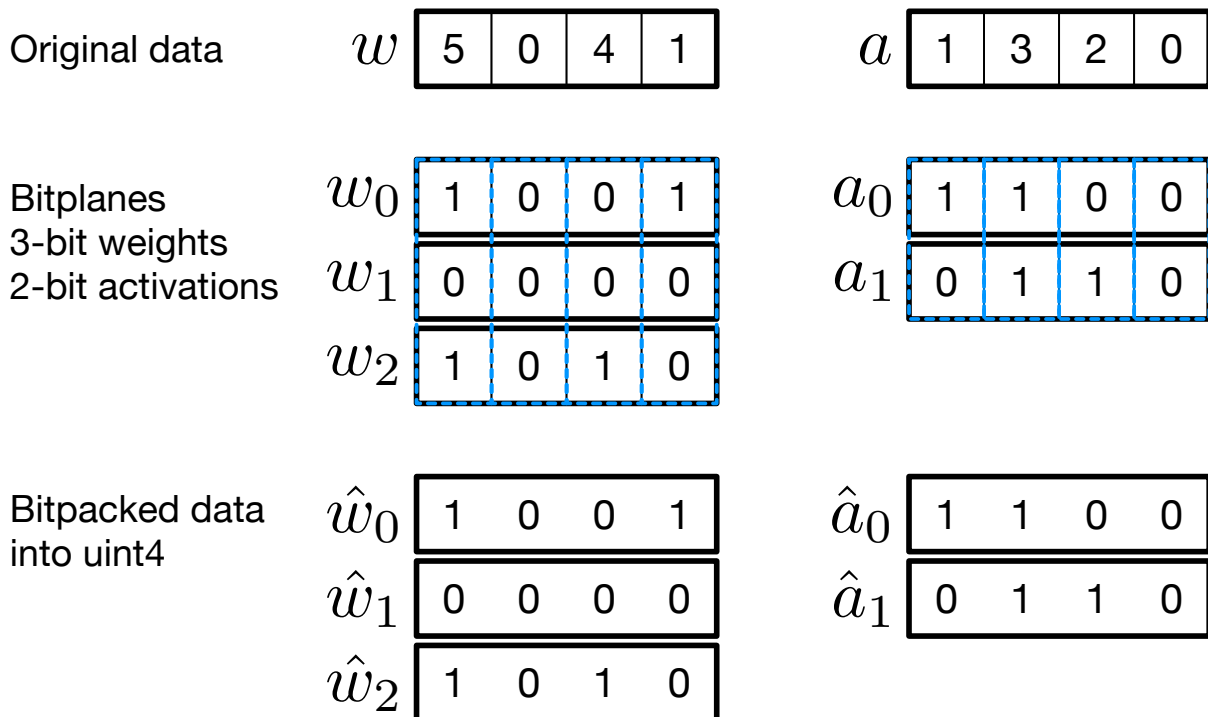 Original data w 5 0 4 1 a 1 3 2 0
Bitplanes
3-bit weights
2-bit activations
w₀ 1 0 0 1 a₀ 1 1 0 0
w₁ 0 0 0 0 a₁ 0 1 1 0
w₂ 1 0 1 0
Bitpacked data
into uint4
ŵ₀ 1 0 0 1 â₀ 1 1 0 0
ŵ₁ 0 0 0 0 â₁ 0 1 1 0
ŵ₂ 1 0 1 0